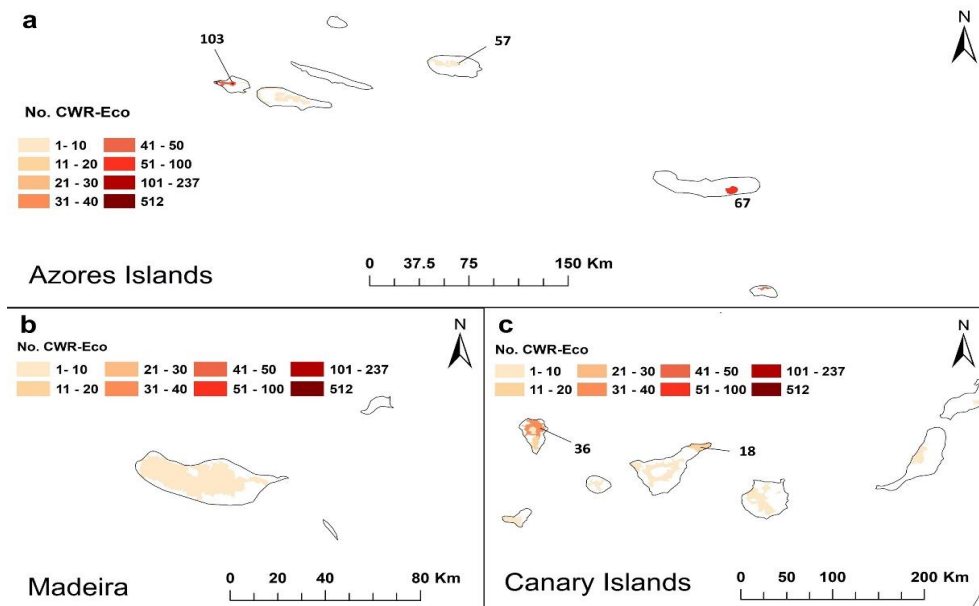 a
N
103
57
No. CWR-Eco
1- 10
41 - 50
11 - 20
51 - 100
21 - 30
101 - 237
31 - 40
512
67
Azores Islands
0 37.5 75 150 Km
b
N
No. CWR-Eco
1- 10 21 - 30 41 - 50 101 - 237
11 - 20 31 - 40 51 - 100 512
Madeira
0 20 40 80 Km
c
N
No. CWR-Eco
1- 10 21 - 30 41 - 50 101 - 237
11 - 20 31 - 40 51 - 100 512
36
18
Canary Islands
0 50 100 200 Km